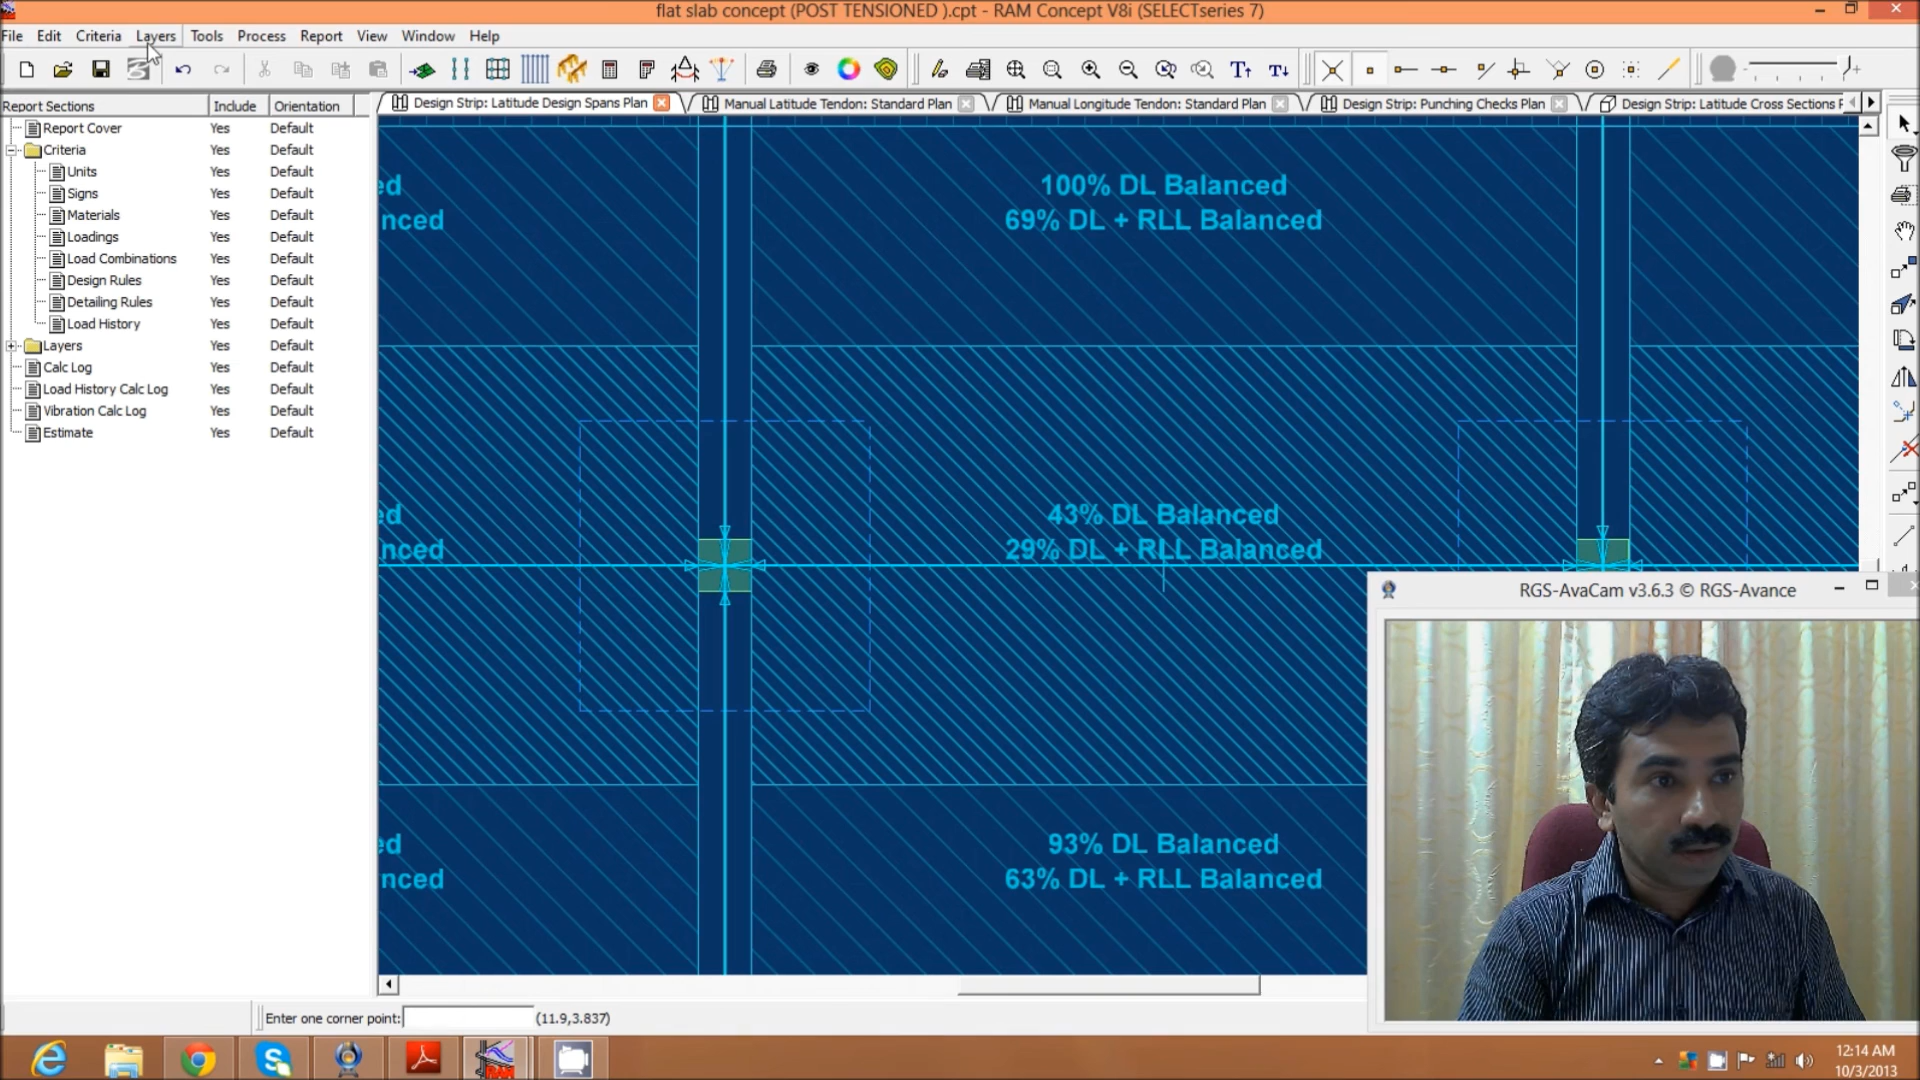 flat slab concept (POST TENSIONED ).cpt - RAM Concept V8i (SELECTseries 7)
File Edit Criteria Layers Tools Process Report View Window Help
Report Sections Include Orientation
Design Strip: Latitude Design Spans Plan
Manual Latitude Tendon: Standard Plan
Manual Longitude Tendon: Standard Plan
Design Strip: Punching Checks Plan
Design Strip: Latitude Cross Sections P
Report Cover Yes Default
Criteria Yes Default
Units Yes Default
Signs Yes Default
Materials Yes Default
Loadings Yes Default
Load Combinations Yes Default
Design Rules Yes Default
Detailing Rules Yes Default
Load History Yes Default
Layers Yes Default
Calc Log Yes Default
Load History Calc Log Yes Default
Vibration Calc Log Yes Default
Estimate Yes Default
ed
nced
100% DL Balanced
69% DL + RLL Balanced
ed
nced
43% DL Balanced
29% DL + RLL Balanced
ed
nced
93% DL Balanced
63% DL + RLL Balanced
RGS-AvaCam v3.6.3 © RGS-Avance
Enter one corner point: (11.9,3.837)
RAM
12:14 AM
10/3/2013